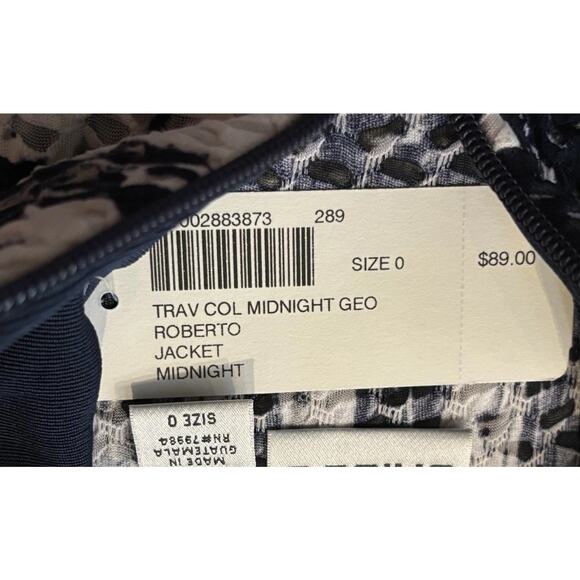 002883873 289
SIZE 0 $89.00
TRAV COL MIDNIGHT GEO
ROBERTO
JACKET
MIDNIGHT
SIZE 0
MADE IN
GUATEMALA
RN#79984